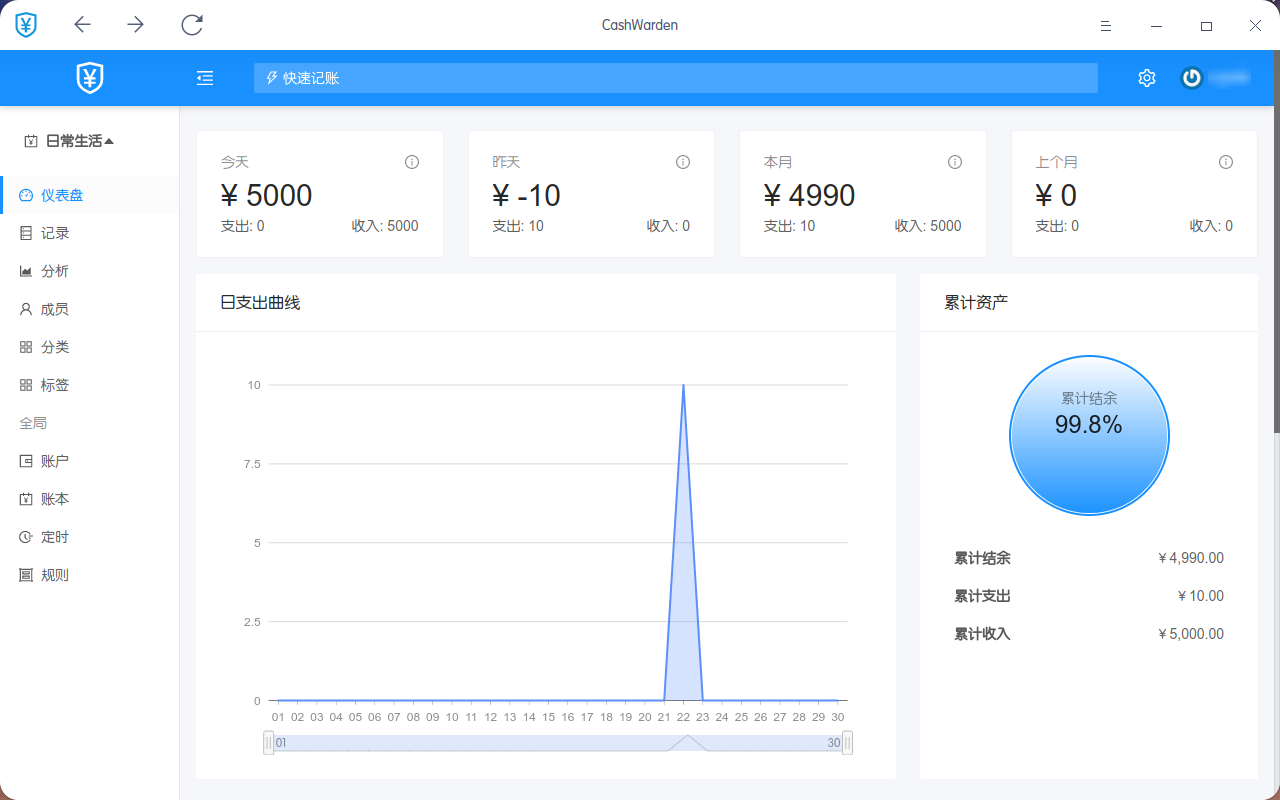 CashWarden
快速记账
日常生活
仪表盘
记录
分析
成员
分类
标签
全局
账户
账本
定时
规则
今天
¥ 5000
支出: 0 收入: 5000
昨天
¥ -10
支出: 10 收入: 0
本月
¥ 4990
支出: 10 收入: 5000
上个月
¥ 0
支出: 0 收入: 0
日支出曲线
10
7.5
5
2.5
0
01 02 03 04 05 06 07 08 09 10 11 12 13 14 15 16 17 18 19 20 21 22 23 24 25 26 27 28 29 30
01 30
累计资产
累计结余
99.8%
累计结余 ¥ 4,990.00
累计支出 ¥ 10.00
累计收入 ¥ 5,000.00